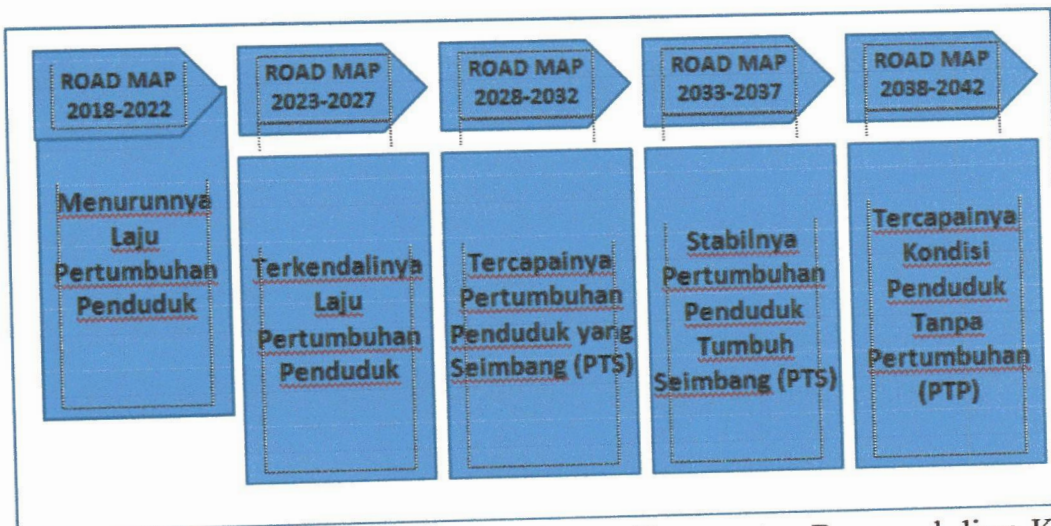 ROAD MAP
2018-2022
Menurunnya
Laju
Pertumbuhan
Penduduk
ROAD MAP
2023-2027
Terkendalinya
Laju
Pertumbuhan
Penduduk
ROAD MAP
2028-2032
Tercapainya
Pertumbuhan
Penduduk yang
Seimbang (PTS)
ROAD MAP
2033-2037
Stabilnya
Pertumbuhan
Penduduk
Tumbuh
Seimbang (PTS)
ROAD MAP
2038-2042
Tercapainya
Kondisi
Penduduk
Tanpa
Pertumbuhan
(PTP)